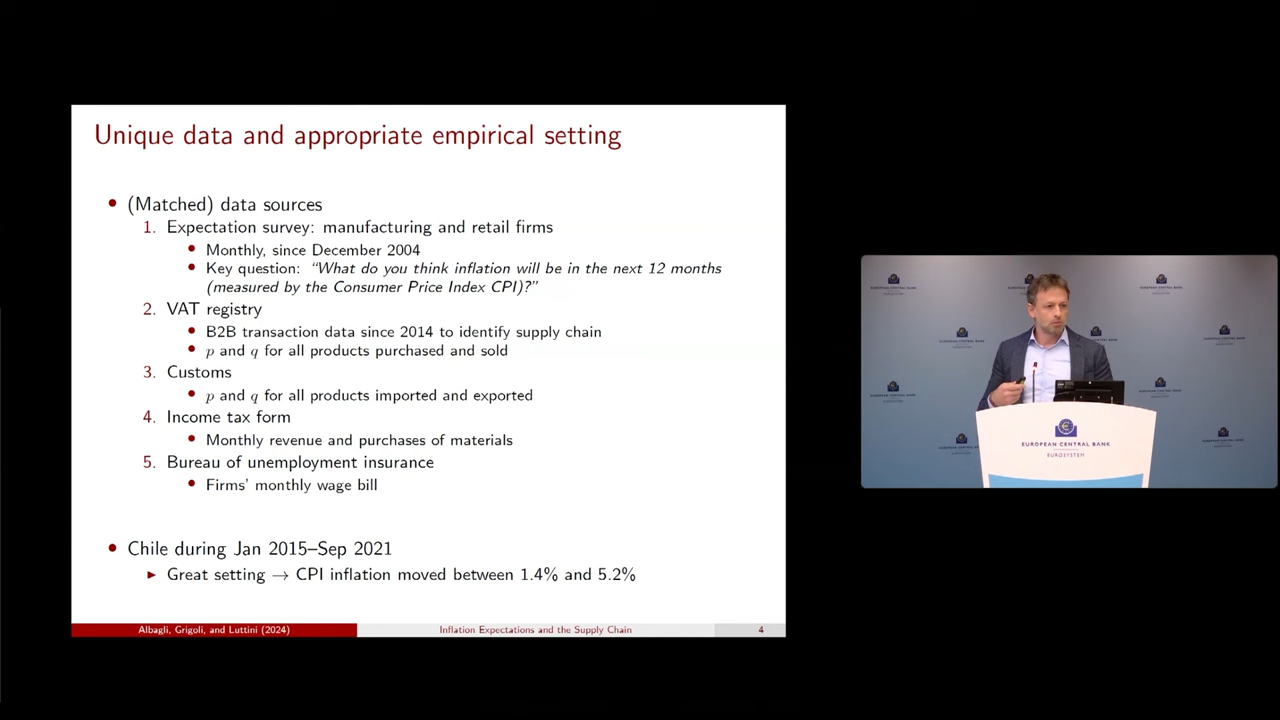 Unique data and appropriate empirical setting
• (Matched) data sources
1. Expectation survey: manufacturing and retail firms
• Monthly, since December 2004
• Key question: “What do you think inflation will be in the next 12 months
(measured by the Consumer Price Index CPI)?”
2. VAT registry
• B2B transaction data since 2014 to identify supply chain
• p and q for all products purchased and sold
3. Customs
• p and q for all products imported and exported
4. Income tax form
• Monthly revenue and purchases of materials
5. Bureau of unemployment insurance
• Firms’ monthly wage bill
• Chile during Jan 2015–Sep 2021
▶ Great setting → CPI inflation moved between 1.4% and 5.2%
Albagli, Grigoli, and Luttini (2024)
Inflation Expectations and the Supply Chain
4
EUROPEAN CENTRAL BANK
EUROSYSTEM